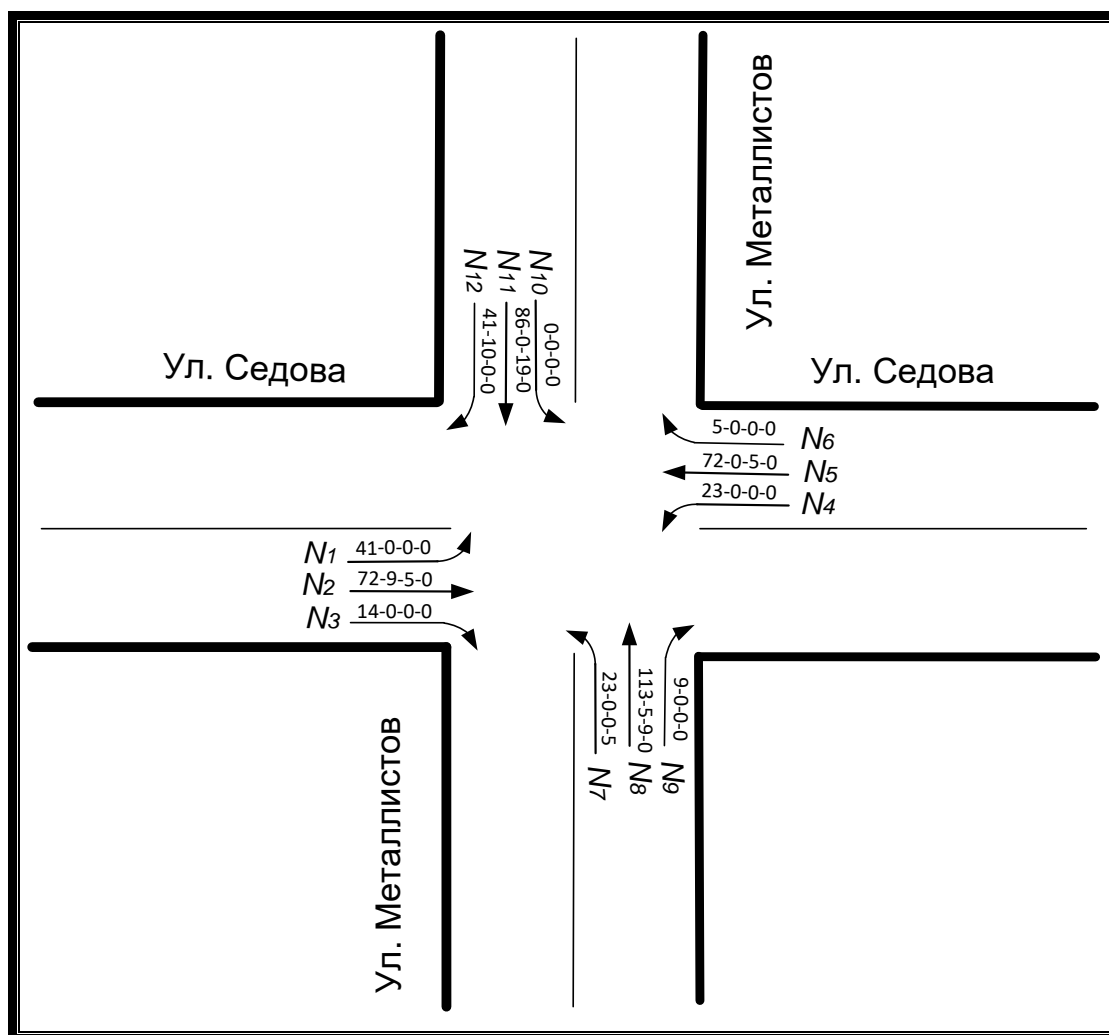 Ул. Металлистов
N12
N11
N10
41-10-0-0
86-0-19-0
0-0-0-0
Ул. Седова
Ул. Седова
5-0-0-0 N6
72-0-5-0 N5
23-0-0-0 N4
N1 41-0-0-0
N2 72-9-5-0
N3 14-0-0-0
23-0-0-5
113-5-9-0
9-0-0-0
N7
N8
N9
Ул. Металлистов